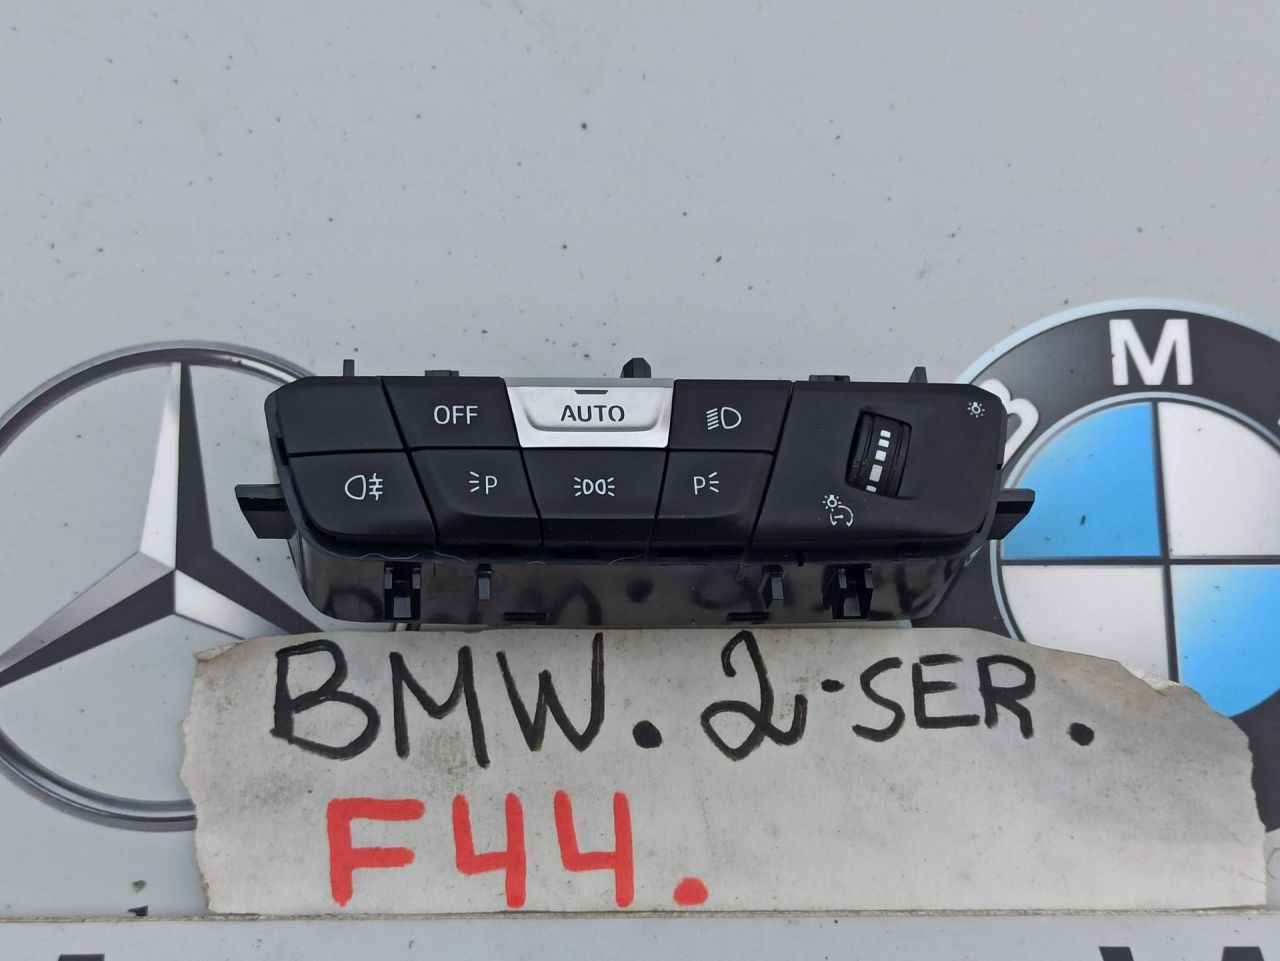 M
B
OFF
AUTO
P
P
BMW. 2-SER.
F44.